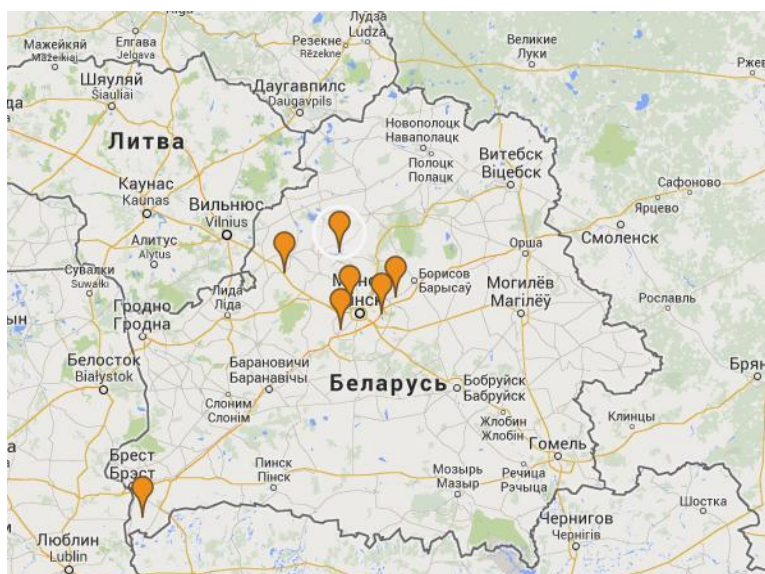 Лудза
Ludza
Резекне
Rēzekne
Великие
Луки
Елгава
Jelgava
Мажейкяй
Mažeikiai
Ржев
Шяуляй
Šiauliai
Даугавпилс
Daugavpils
Новополоцк
Наваполацк
Литва
Полоцк
Полацк
Витебск
Віцебск
Каунас
Kaunas
Сафоново
Вильнюс
Vilnius
Ярцево
Смоленск
Алитус
Alytus
Орша
Сувалки
Suwałki
Борисов
Барысаў
Могилёв
Магілёў
Лида
Ліда
Гродно
Гродна
Рославль
Белосток
Białystok
Барановичи
Баранавічы
Беларусь
Бобруйск
Бабруйск
Брян
Слоним
Слонім
Жлобин
Жлобін
Клинцы
Гомель
Брест
Брэст
Пинск
Пінск
Мозырь
Мазыр
Речица
Рэчыца
Шостка
Чернигов
Чернігів
Люблин
Lublin